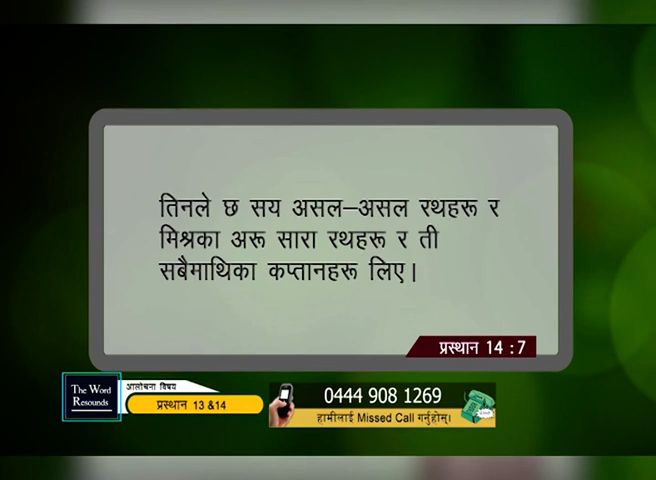 तिनले छ सय असल–असल रथहरू र
मिश्रका अरू सारा रथहरू र ती
सबैमाथिका कप्तानहरू लिए।
प्रस्थान 14 : 7
The Word
Resounds
आलोचना विषय
प्रस्थान 13 &14
0444 908 1269
हामीलाई Missed Call गर्नुहोस्।